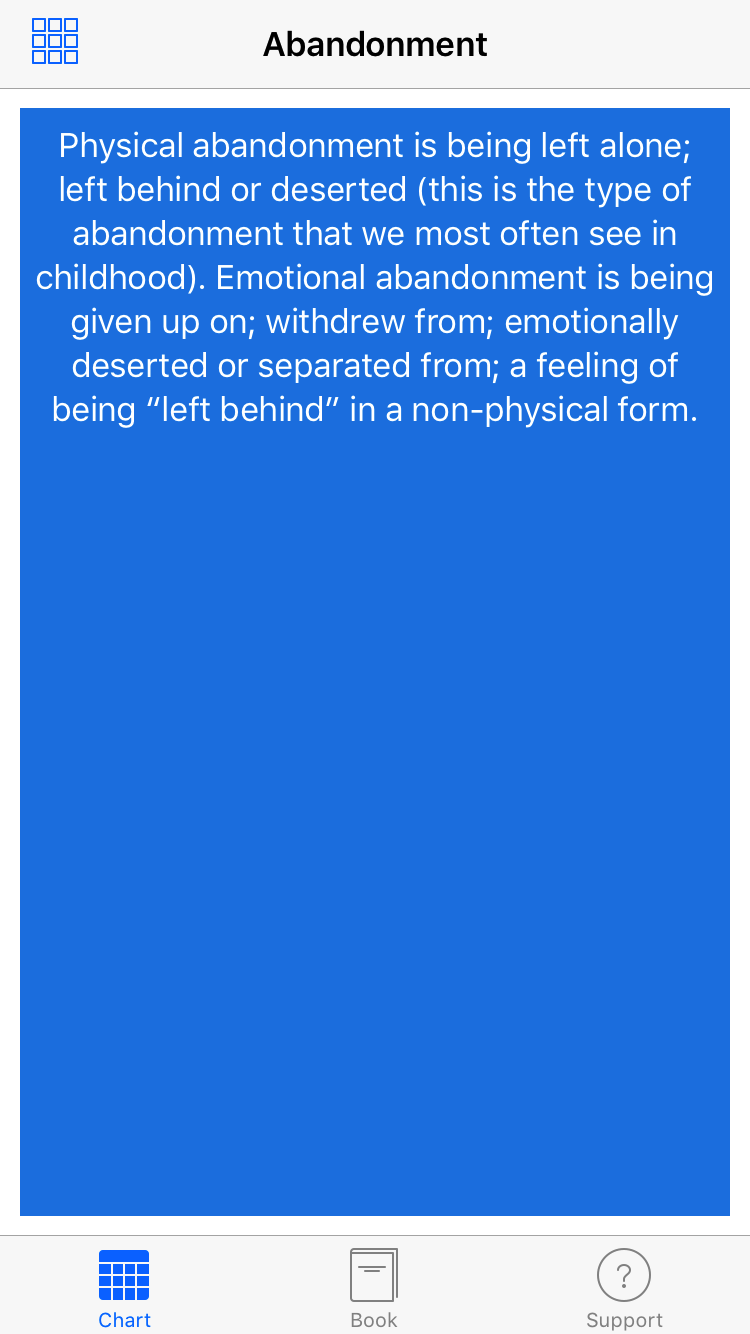 Abandonment
Physical abandonment is being left alone;
left behind or deserted (this is the type of
abandonment that we most often see in
childhood). Emotional abandonment is being
given up on; withdrew from; emotionally
deserted or separated from; a feeling of
being “left behind” in a non-physical form.
Chart
Book
Support